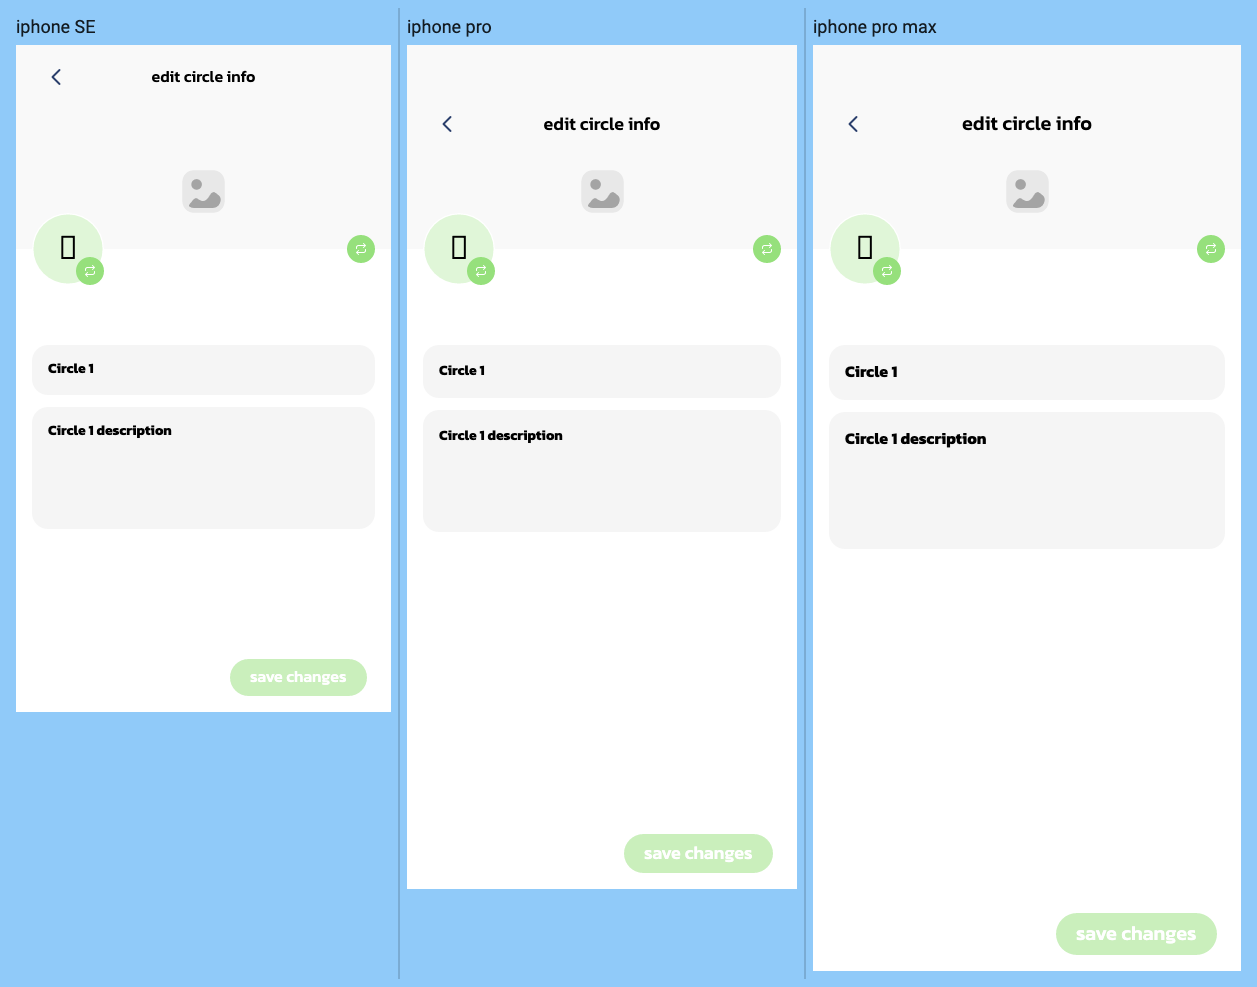 iphone SE
edit circle info
Circle 1
Circle 1 description
save changes
iphone pro
edit circle info
Circle 1
Circle 1 description
save changes
iphone pro max
edit circle info
Circle 1
Circle 1 description
save changes